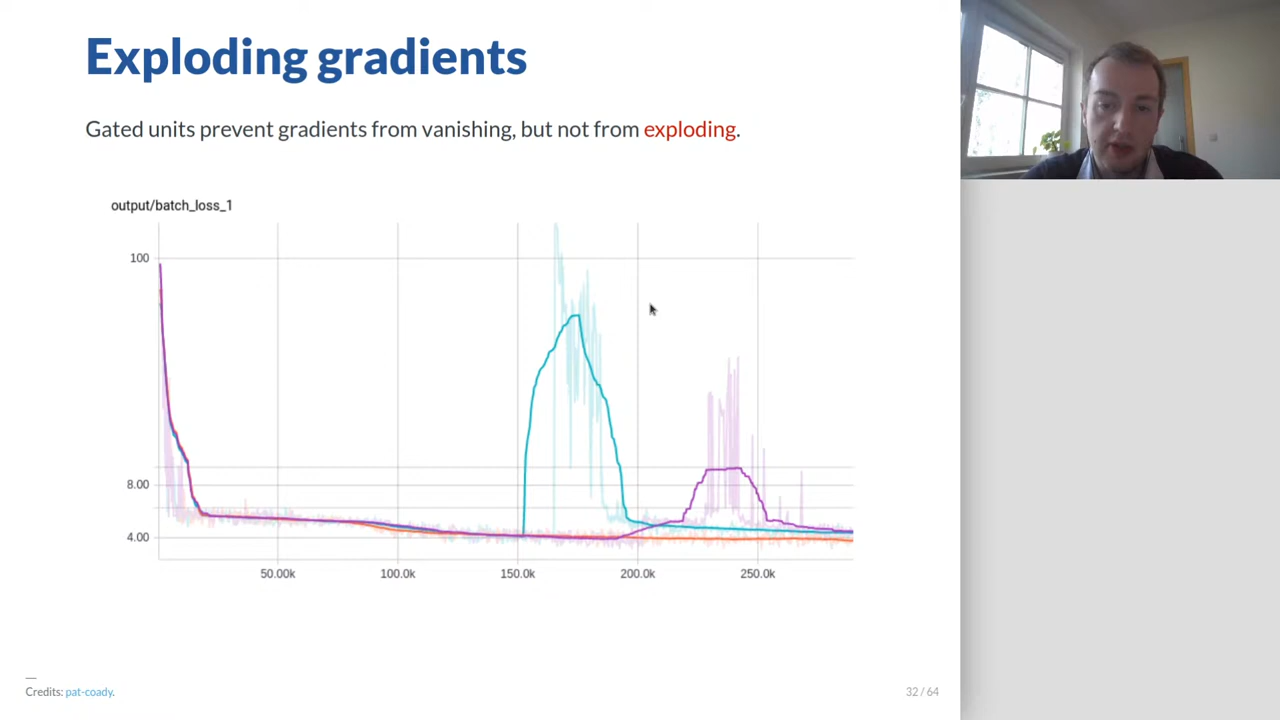 Exploding gradients
Gated units prevent gradients from vanishing, but not from exploding.
output/batch_loss_1
100
8.00
4.00
50.00k 100.0k 150.0k 200.0k 250.0k
Credits: pat-coady.
32 / 64